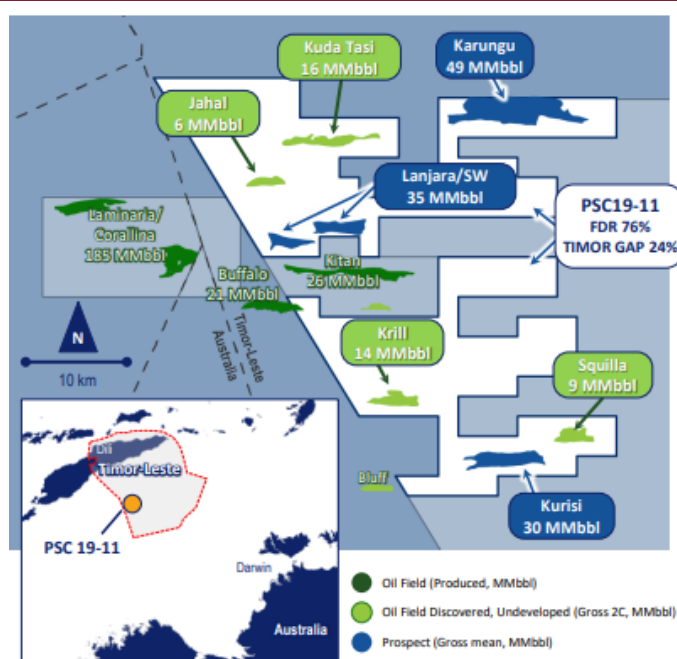 Kuda Tasi
16 MMbbl
Karungu
49 MMbbl
Jahal
6 MMbbl
Lanjara/SW
35 MMbbl
PSC19-11
FDR 76%
TIMOR GAP 24%
Laminaria/
Corallina
185 MMbbl
Buffalo
21 MMbbl
Kitan
26 MMbbl
Timor-Leste
Australia
N
10 km
Krill
14 MMbbl
Squilla
9 MMbbl
Bluff
Kurisi
30 MMbbl
Dili
Timor-Leste
PSC 19-11
Darwin
Australia
Oil Field (Produced, MMbbl)
Oil Field Discovered, Undeveloped (Gross 2C, MMbbl)
Prospect (Gross mean, MMbbl)